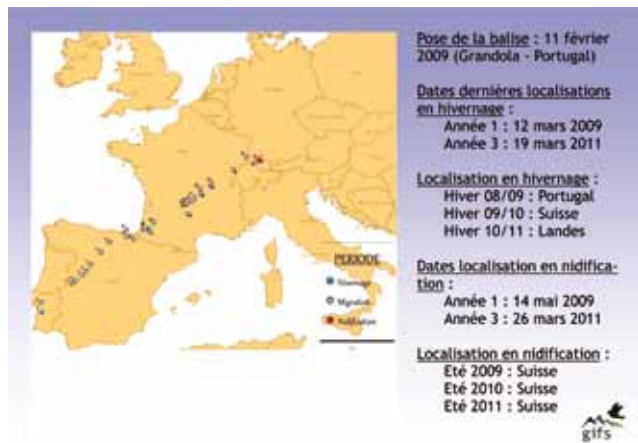 Pose de la balise : 11 février
2009 (Grandola - Portugal)
Dates dernières localisations
en hivernage :
Année 1 : 12 mars 2009
Année 3 : 19 mars 2011
Localisation en hivernage :
Hiver 08/09 : Portugal
Hiver 09/10 : Suisse
Hiver 10/11 : Landes
Dates localisation en nidifica-
tion :
Année 1 : 14 mai 2009
Année 3 : 26 mars 2011
Localisation en nidification :
Eté 2009 : Suisse
Eté 2010 : Suisse
Eté 2011 : Suisse
PERIODE
Hivernage
Migration
Nidification
gifs